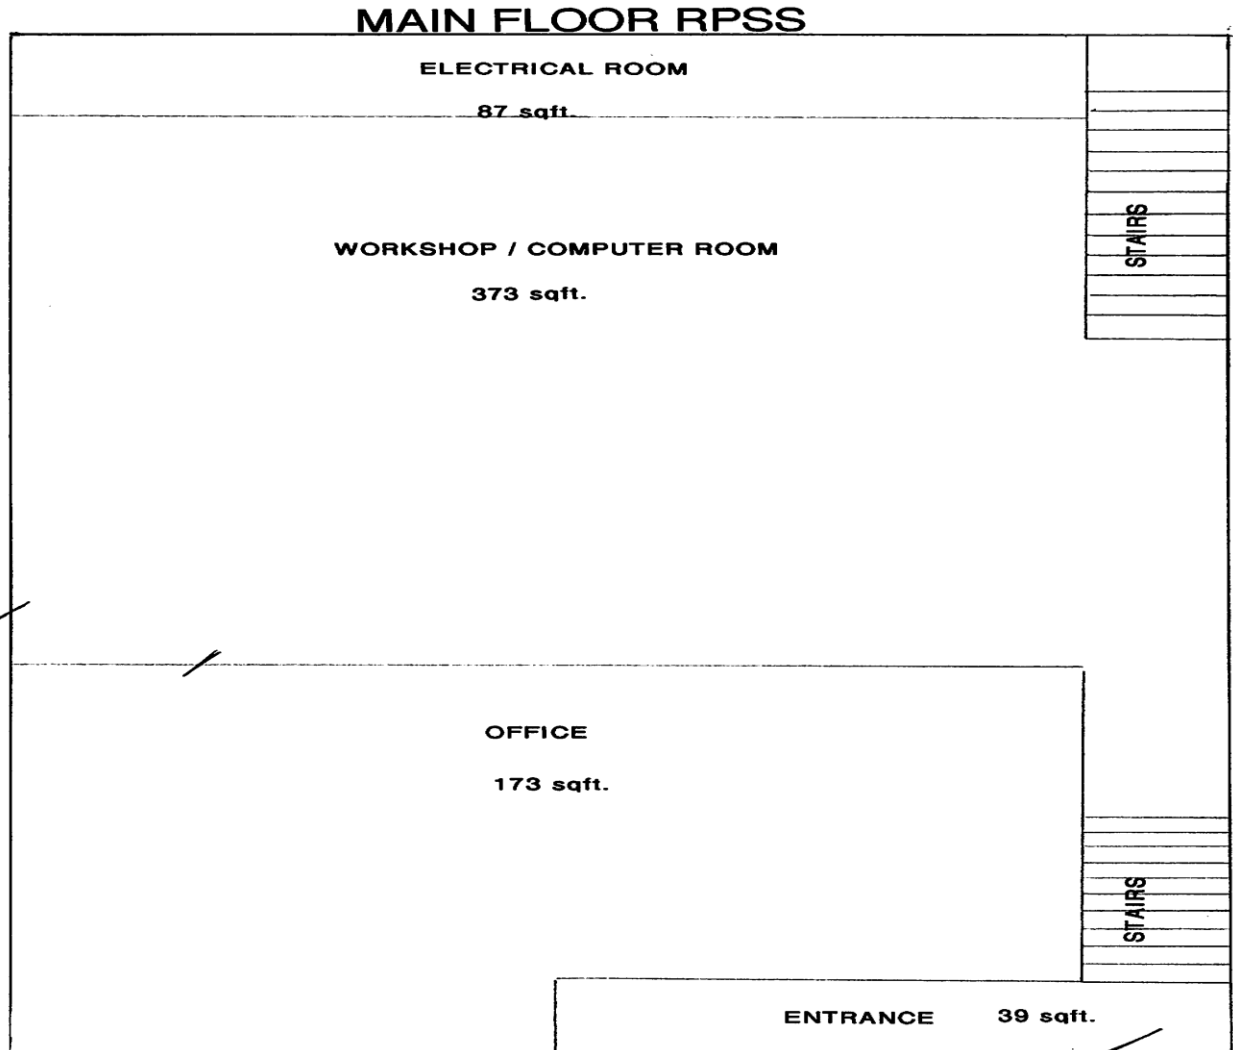 MAIN FLOOR RPSS
ELECTRICAL ROOM
87 sqft.
WORKSHOP / COMPUTER ROOM
373 sqft.
STAIRS
OFFICE
173 sqft.
STAIRS
ENTRANCE 39 sqft.